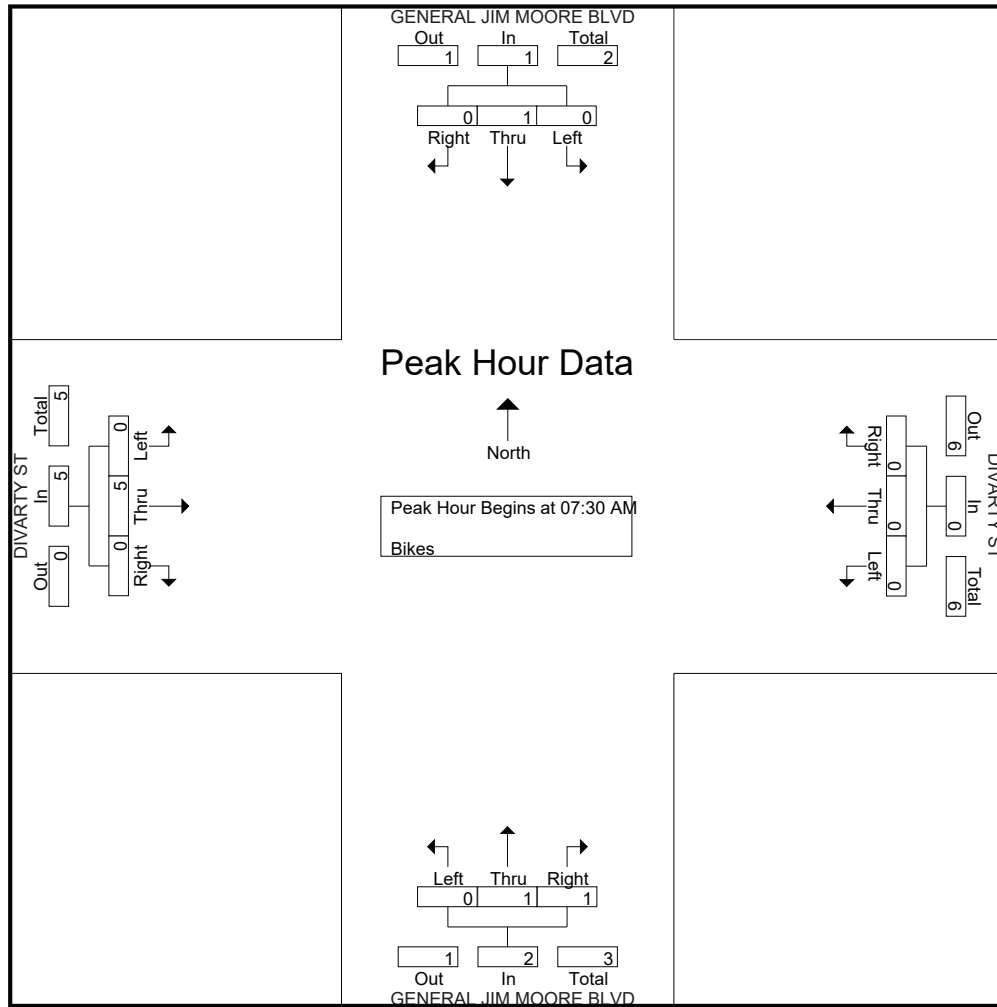 GENERAL JIM MOORE BLVD
Out In Total
1 1 2
0 1 0
Right Thru Left
Peak Hour Data
North
Peak Hour Begins at 07:30 AM
Bikes
DIVARTY ST
Out In Total
0 5 5
Right Thru Left
0 5 0
DIVARTY ST
Out In Total
6 0 6
Right Thru Left
0 0 0
Left Thru Right
0 1 1
1 2 3
Out In Total
GENERAL JIM MOORE BLVD